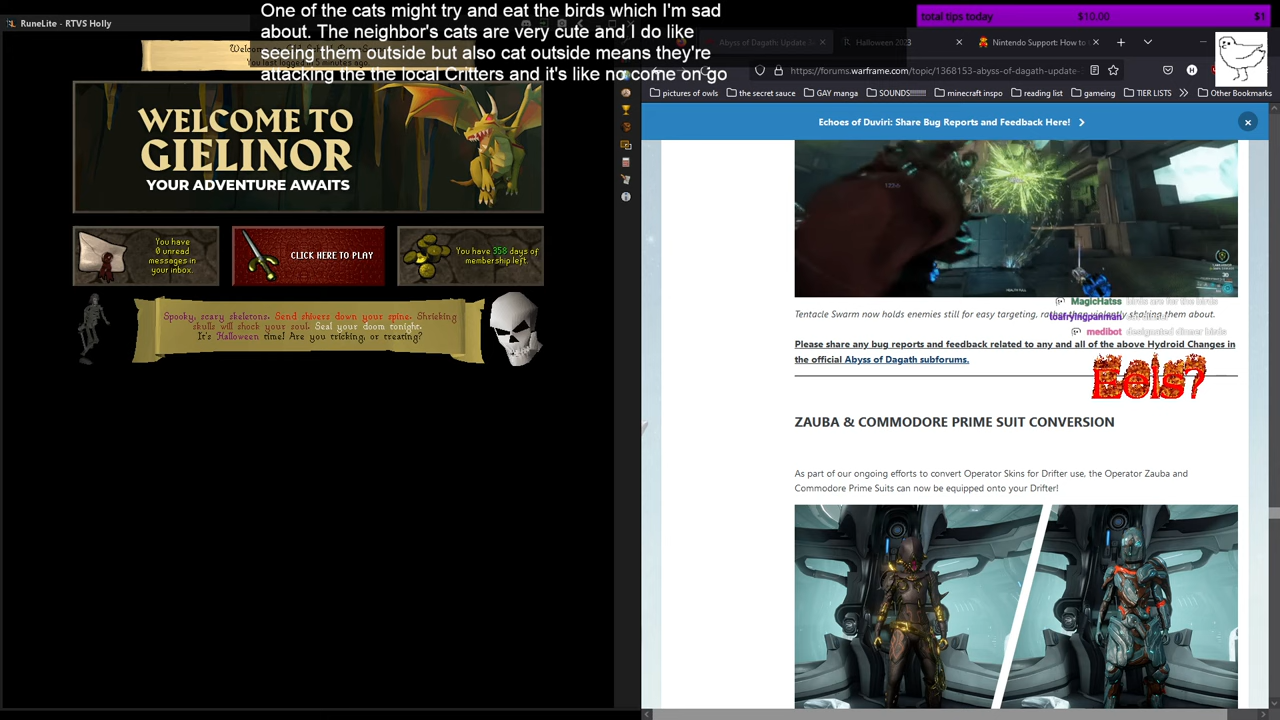 RuneLite - RTVS Holly
One of the cats might try and eat the birds which I'm sad
about. The neighbor's cats are very cute and I do like
seeing them outside but also cat outside means they're
attacking the the local Critters and it's like no come on go
WELCOME TO
GIELINOR
YOUR ADVENTURE AWAITS
You have
0 unread
messages in
your inbox.
CLICK HERE TO PLAY
You have 358 days of
membership left.
Spooky, scary skeletons. Send shivers down your spine. Shrieking
skulls will shock your soul. Seal your doom tonight.
It's Halloween time! Are you tricking, or treating?
total tips today $10.00 $1
Abyss of Dagath: Update
Halloween 2023
Nintendo Support: How to
https://forums.warframe.com/topic/1368153-abyss-of-dagath-update-
pictures of owls
the secret sauce
GAY manga
minecraft inspo
reading list
gameing
TIER LISTS
Other Bookmarks
Echoes of Duviri: Share Bug Reports and Feedback Here!
MagicHatss birds are for the birds
toafryingpanman
medibot designated dinner birds
Tentacle Swarm now holds enemies still for easy targeting, rather than violently shaking them about.
Please share any bug reports and feedback related to any and all of the above Hydroid Changes in
the official Abyss of Dagath subforums.
Eels?
ZAUBA & COMMODORE PRIME SUIT CONVERSION
As part of our ongoing efforts to convert Operator Skins for Drifter use, the Operator Zauba and
Commodore Prime Suits can now be equipped onto your Drifter!